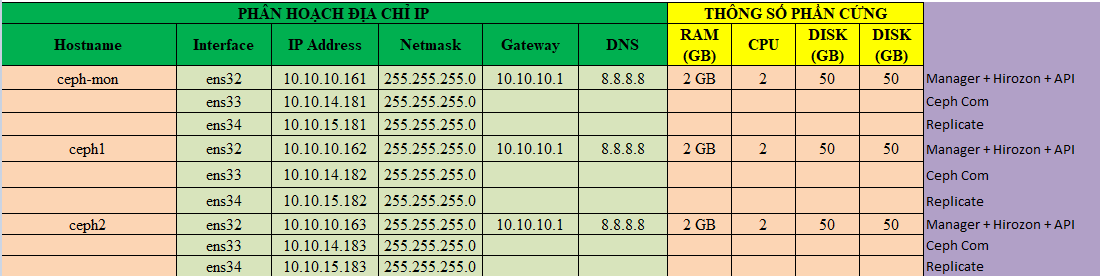 PHÂN HOẠCH ĐỊA CHỈ IP THÔNG SỐ PHẦN CỨNG
Hostname Interface IP Address Netmask Gateway DNS RAM (GB) CPU DISK (GB) DISK (GB)
ceph-mon ens32 10.10.10.161 255.255.255.0 10.10.10.1 8.8.8.8 2 GB 2 50 50 Manager + Hirozon + API
ens33 10.10.14.181 255.255.255.0 Ceph Com
ens34 10.10.15.181 255.255.255.0 Replicate
ceph1 ens32 10.10.10.162 255.255.255.0 10.10.10.1 8.8.8.8 2 GB 2 50 50 Manager + Hirozon + API
ens33 10.10.14.182 255.255.255.0 Ceph Com
ens34 10.10.15.182 255.255.255.0 Replicate
ceph2 ens32 10.10.10.163 255.255.255.0 10.10.10.1 8.8.8.8 2 GB 2 50 50 Manager + Hirozon + API
ens33 10.10.14.183 255.255.255.0 Ceph Com
ens34 10.10.15.183 255.255.255.0 Replicate